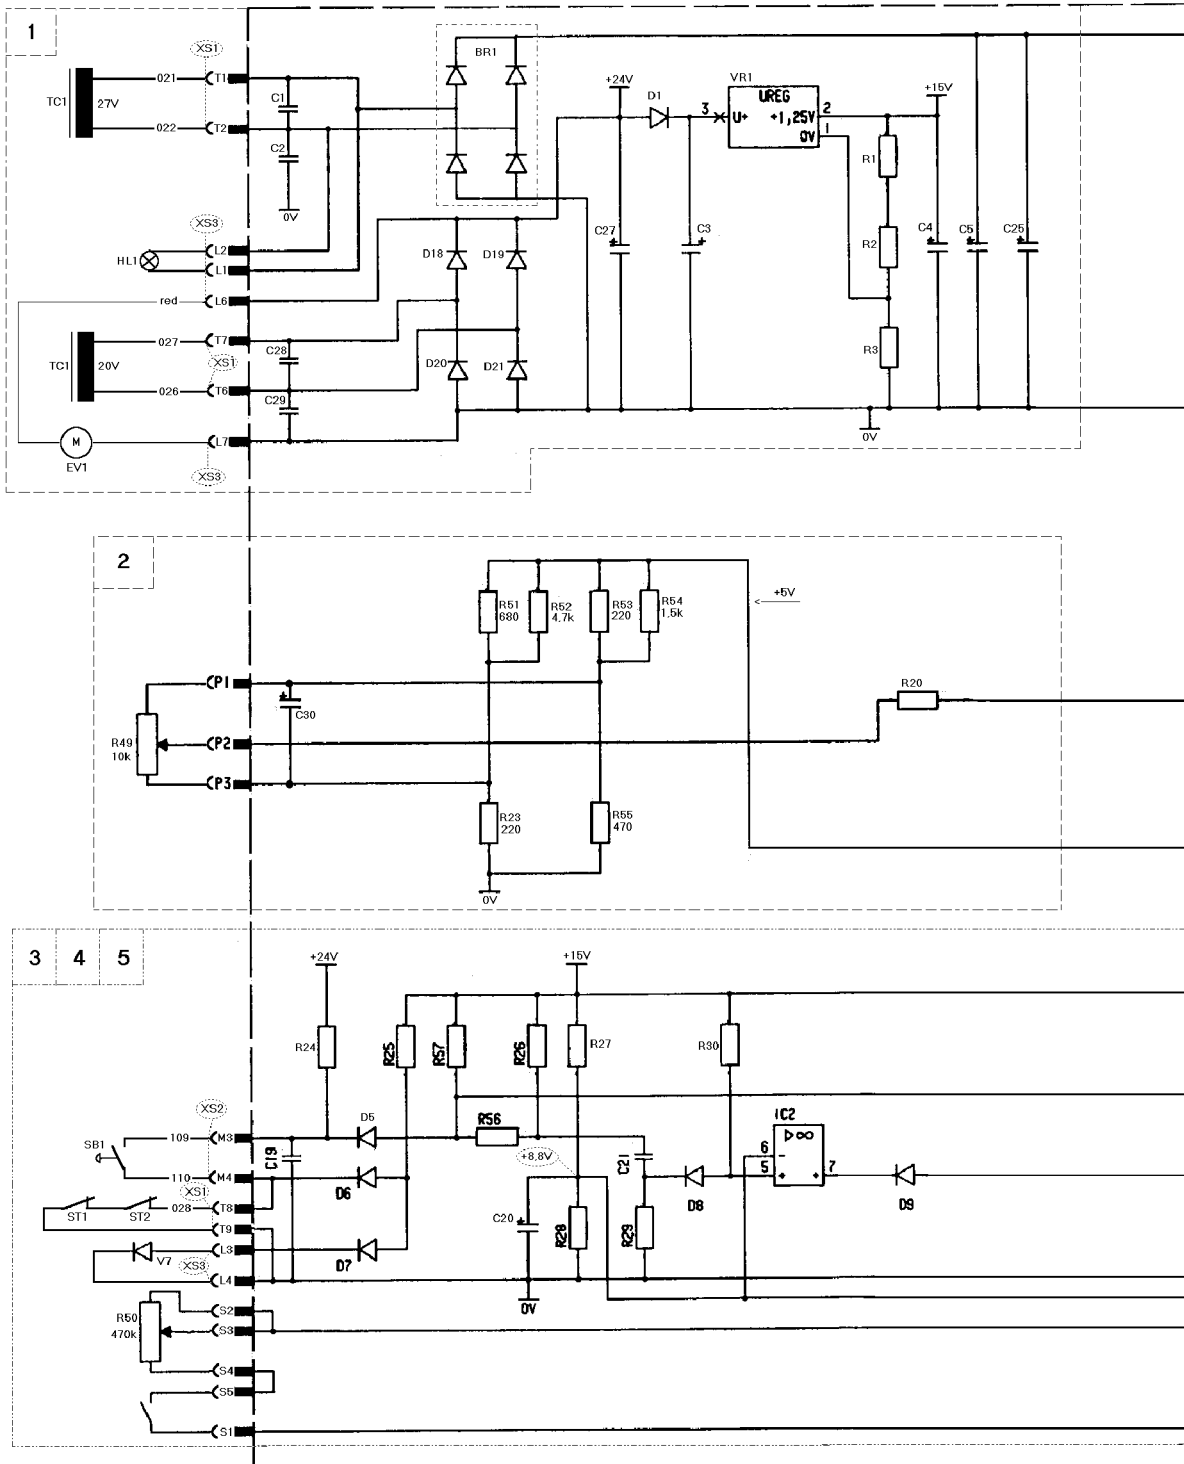 1
XS1
BR1
021
T1
TC1
27V
C1
022
T2
C2
0V
+24V
D1
VR1
UREG
3
U+
+1,25V
2
0V
1
+15V
R1
XS3
L2
HL1
L1
D18
D19
C27
C3
R2
C4
C5
C25
red
L6
027
T7
C28
XS1
TC1
20V
D20
D21
R3
026
T6
C29
M
EV1
L7
0V
XS3
2
R51
680
R52
4,7k
R53
220
R54
1,5k
+5V
P1
C30
R20
R49
10k
P2
P3
R23
220
R55
470
0V
3
4
5
+24V
+15V
R24
R25
R57
R26
R27
R30
XS2
SB1
109
M3
D5
R56
IC2
▷∞
C19
+8,8V
C21
6
-
5
+
+
7
110
M4
D6
D8
D9
XS1
ST1
ST2
028
T8
T9
C20
R28
R29
V7
L3
D7
XS3
L4
0V
R50
470k
S2
S3
S4
S5
S1